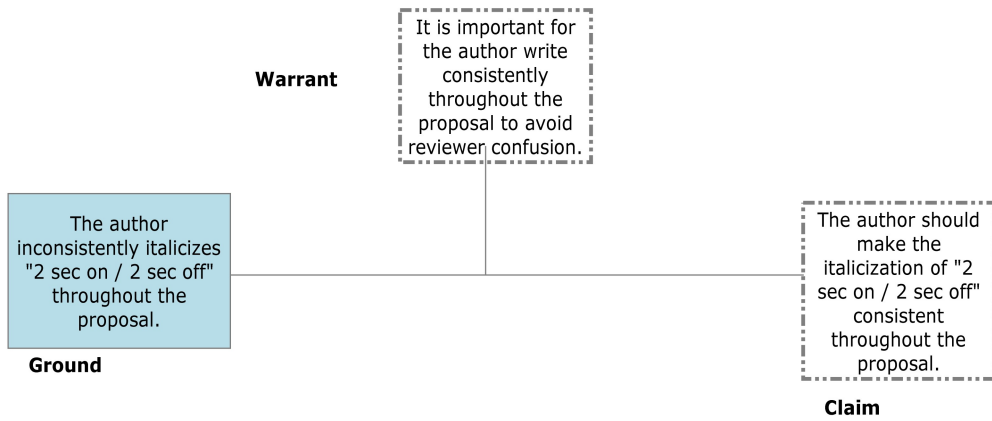 It is important for
the author write
consistently
throughout the
proposal to avoid
reviewer confusion.
Warrant
The author
inconsistently italicizes
"2 sec on / 2 sec off"
throughout the
proposal.
Ground
The author should
make the
italicization of "2
sec on / 2 sec off"
consistent
throughout the
proposal.
Claim